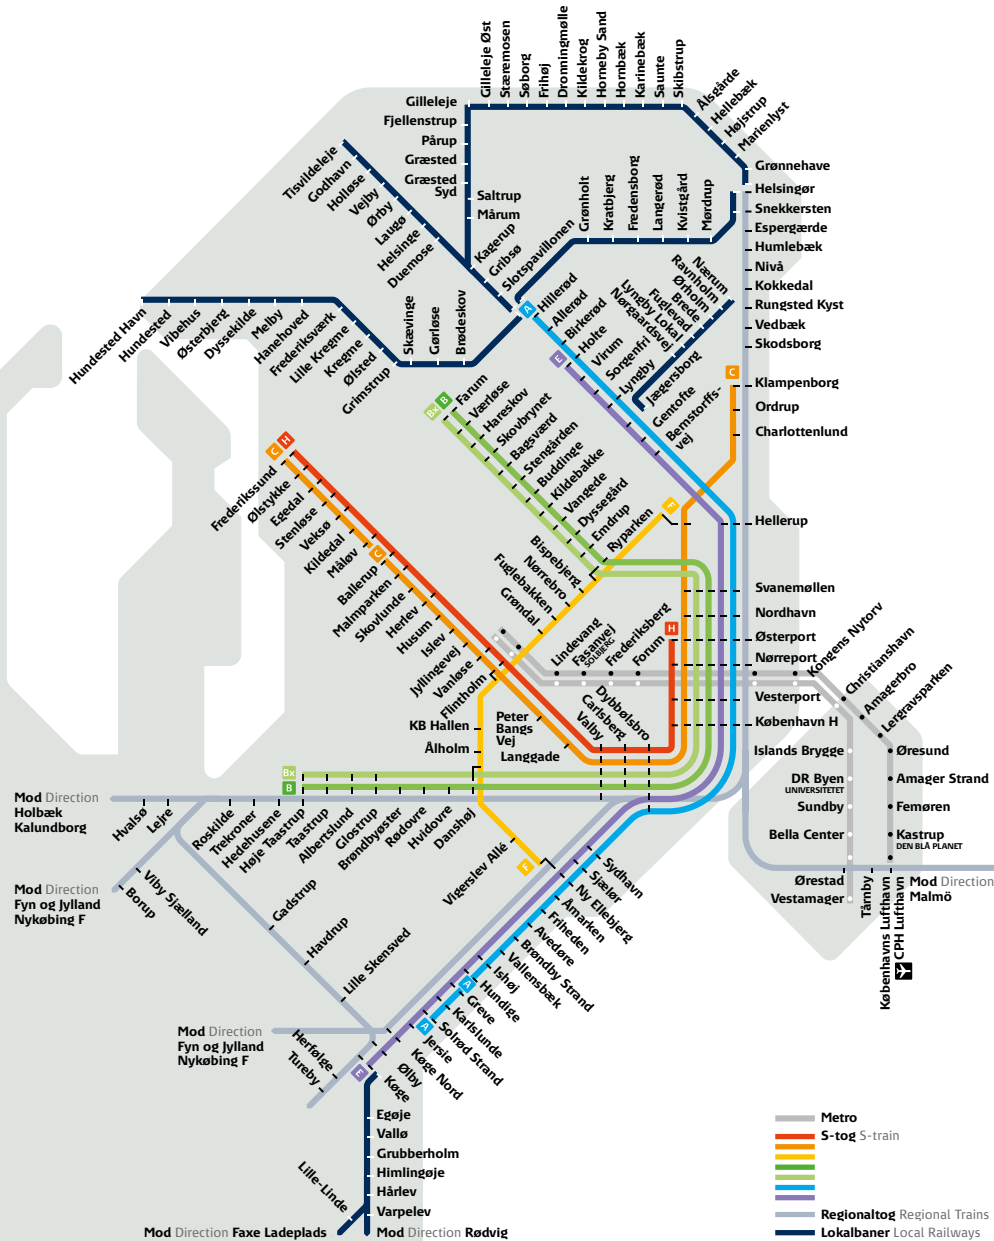 Gilleleje Øst
Stæremosen
Søborg
Frihøj
Dronningmølle
Kildekrog
Horneby Sand
Hornbæk
Karinebæk
Saunte
Skibstrup
Ålsgårde
Hellebæk
Højstrup
Marienlyst
Grønnehave
Gilleleje
Fjellenstrup
Pårup
Græsted
Græsted
Syd
Saltrup
Mårum
Kagerup
Gribsø
Slotspavillonen
Tisvildeleje
Godhavn
Holløse
Vejby
Ørby
Laugø
Helsinge
Duemose
Grønholt
Kratbjerg
Fredensborg
Langerød
Kvistgård
Mørdrup
Helsingør
Snekkersten
Espergærde
Humlebæk
Nivå
Kokkedal
Rungsted Kyst
Vedbæk
Skodsborg
Klampenborg
Ordrup
Charlottenlund
Hellerup
Svanemøllen
Nordhavn
Østerport
Nørreport
Vesterport
København H
Hundested Havn
Hundested
Vibehus
Østerbjerg
Dyssekilde
Melby
Hanehoved
Frederiksværk
Lille Kregme
Kregme
Ølsted
Grimstrup
Skævinge
Gørløse
Brødeskov
A
Hillerød
Allerød
Birkerød
Holte
E
Virum
Sorgenfri
Lyngby
Jægersborg
Gentofte
Bernstorffs-
vej
Nærum
Ravnholm
Ørholm
Brede
Fuglevad
Lyngby Lokal
Nørgaardsvej
C
Bx
B
Farum
Værløse
Hareskov
Skovbrynet
Bagsværd
Stengården
Buddinge
Kildebakke
Vangede
Dyssegård
Emdrup
Ryparken
F
Bispebjerg
Nørrebro
Fuglebakken
Grøndal
C
H
Frederikssund
Ølstykke
Egedal
Stenløse
Veksø
Kildedal
Måløv
C
Ballerup
Malmparken
Skovlunde
Herlev
Husum
Islev
Jyllingevej
Vanløse
Flintholm
KB Hallen
Ålholm
Peter
Bangs
Vej
Langgade
Lindevang
Fasanvej
SOLBJERG
Frederiksberg
Forum
H
Dybbølsbro
Carlsberg
Valby
Kongens Nytorv
Christianshavn
Amagerbro
Lergravsparken
Øresund
Amager Strand
Femøren
Kastrup
DEN BLÅ PLANET
Islands Brygge
DR Byen
UNIVERSITETET
Sundby
Bella Center
Ørestad
Vestamager
Tårnby
Københavns Lufthavn
CPH Lufthavn
Mod Direction
Malmö
Bx
B
Mod Direction
Holbæk
Kalundborg
Hvalsø
Lejre
Roskilde
Trekroner
Hedehusene
Høje Taastrup
Taastrup
Albertslund
Glostrup
Brøndbyøster
Rødovre
Hvidovre
Danshøj
Vigerslev Allé
F
Mod Direction
Fyn og Jylland
Nykøbing F
Borup
Viby Sjælland
Gadstrup
Havdrup
Lille Skensved
Sydhavn
Sjælør
Ny Ellebjerg
Åmarken
Friheden
Avedøre
Brøndby Strand
Vallensbæk
Ishøj
Hundige
A
Greve
Karlslunde
Solrød Strand
A
Jersie
Køge Nord
Ølby
Køge
E
Mod Direction
Fyn og Jylland
Nykøbing F
Herfølge
Tureby
Egøje
Vallø
Grubberholm
Himlingøje
Hårlev
Varpelev
Lille-Linde
Mod Direction Faxe Ladeplads
Mod Direction Rødvig
Metro
S-tog S-train
Regionaltog Regional Trains
Lokalbaner Local Railways